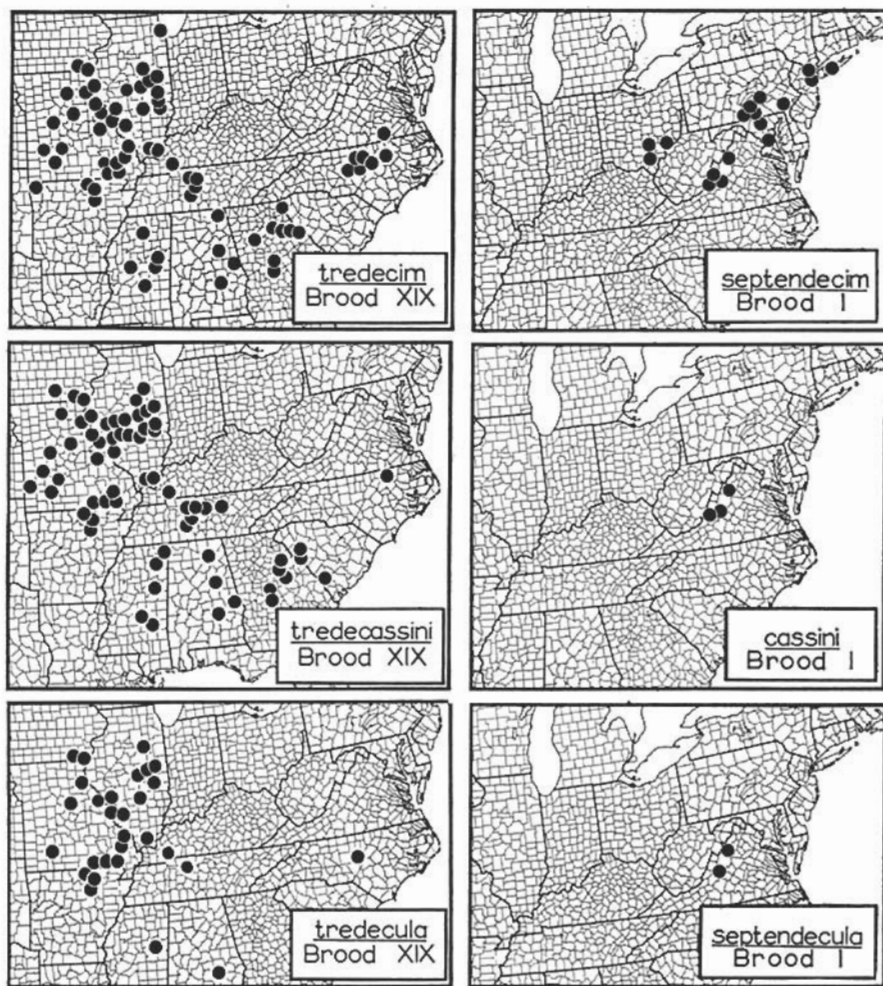 tredecim
Brood XIX
septendecim
Brood I
tredecassini
Brood XIX
cassini
Brood I
tredecula
Brood XIX
septendecula
Brood I